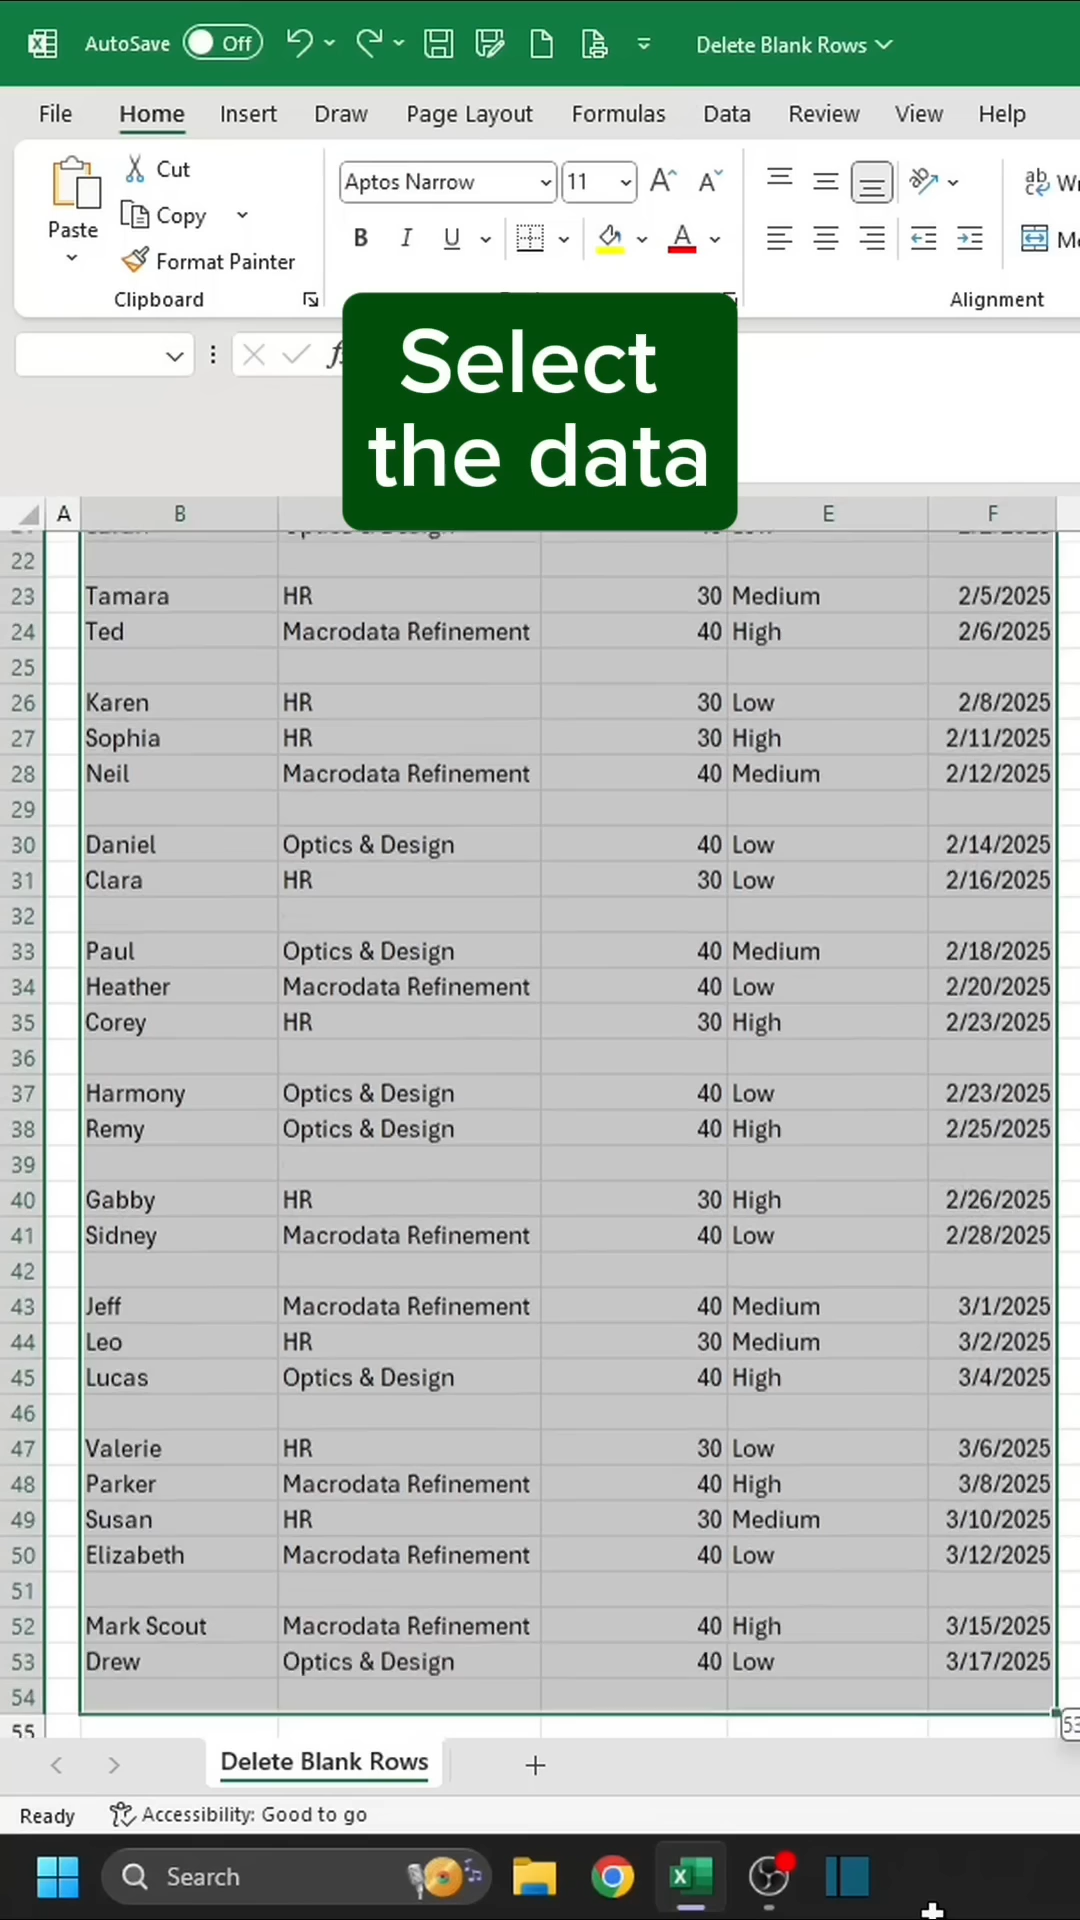 AutoSave Off Delete Blank Rows
File Home Insert Draw Page Layout Formulas Data Review View Help
Cut
Aptos Narrow 11 A A
ab
Paste
Copy
Format Painter
B I U A
Clipboard
Alignment
Select
the data
A B E F
22
23 Tamara HR 30 Medium 2/5/2025
24 Ted Macrodata Refinement 40 High 2/6/2025
25
26 Karen HR 30 Low 2/8/2025
27 Sophia HR 30 High 2/11/2025
28 Neil Macrodata Refinement 40 Medium 2/12/2025
29
30 Daniel Optics & Design 40 Low 2/14/2025
31 Clara HR 30 Low 2/16/2025
32
33 Paul Optics & Design 40 Medium 2/18/2025
34 Heather Macrodata Refinement 40 Low 2/20/2025
35 Corey HR 30 High 2/23/2025
36
37 Harmony Optics & Design 40 Low 2/23/2025
38 Remy Optics & Design 40 High 2/25/2025
39
40 Gabby HR 30 High 2/26/2025
41 Sidney Macrodata Refinement 40 Low 2/28/2025
42
43 Jeff Macrodata Refinement 40 Medium 3/1/2025
44 Leo HR 30 Medium 3/2/2025
45 Lucas Optics & Design 40 High 3/4/2025
46
47 Valerie HR 30 Low 3/6/2025
48 Parker Macrodata Refinement 40 High 3/8/2025
49 Susan HR 30 Medium 3/10/2025
50 Elizabeth Macrodata Refinement 40 Low 3/12/2025
51
52 Mark Scout Macrodata Refinement 40 High 3/15/2025
53 Drew Optics & Design 40 Low 3/17/2025
54
55
Delete Blank Rows
Ready Accessibility: Good to go
Search